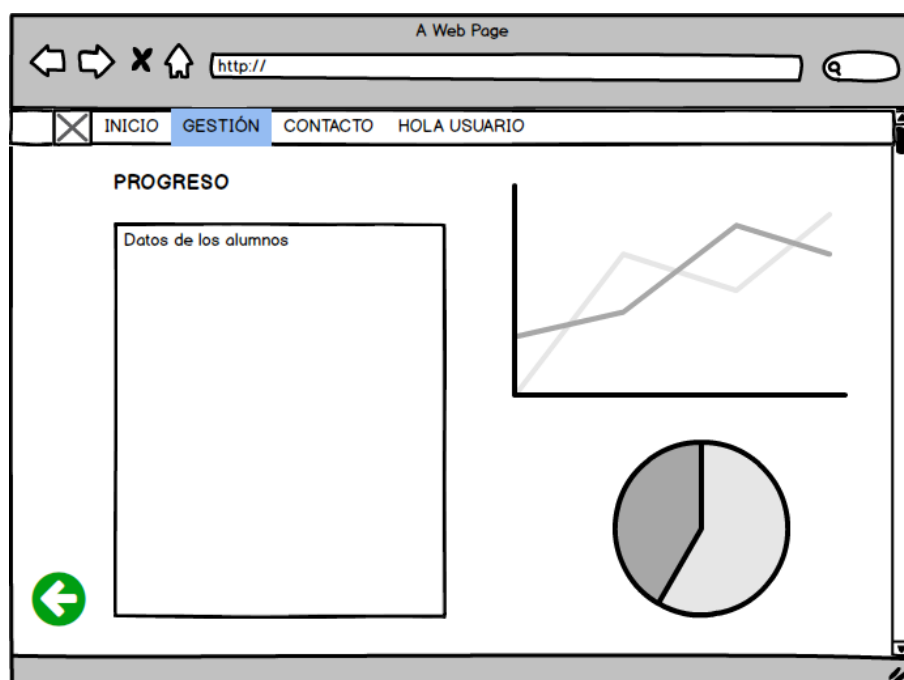 A Web Page
http://
INICIO GESTIÓN CONTACTO HOLA USUARIO
PROGRESO
Datos de los alumnos